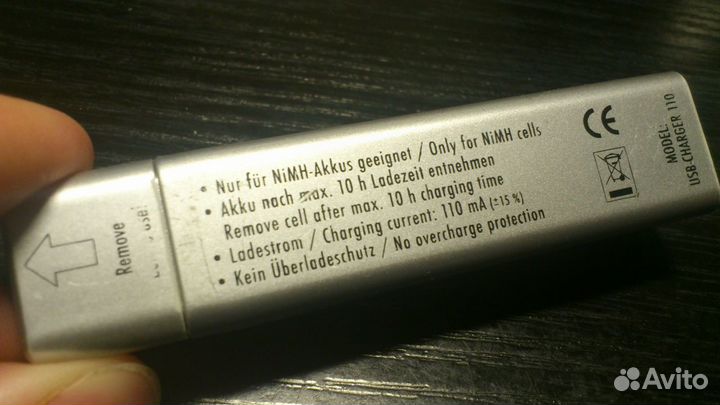 • Nur für NiMH-Akkus geeignet / Only for NiMH cells
• Akku nach max. 10 h Ladezeit entnehmen
Remove cell after max. 10 h charging time
• Ladestrom / Charging current: 110 mA (±15 %)
• Kein Überladeschutz / No overcharge protection
CE
MODEL:
USB-CHARGER 110
Remove
USB!
Avito